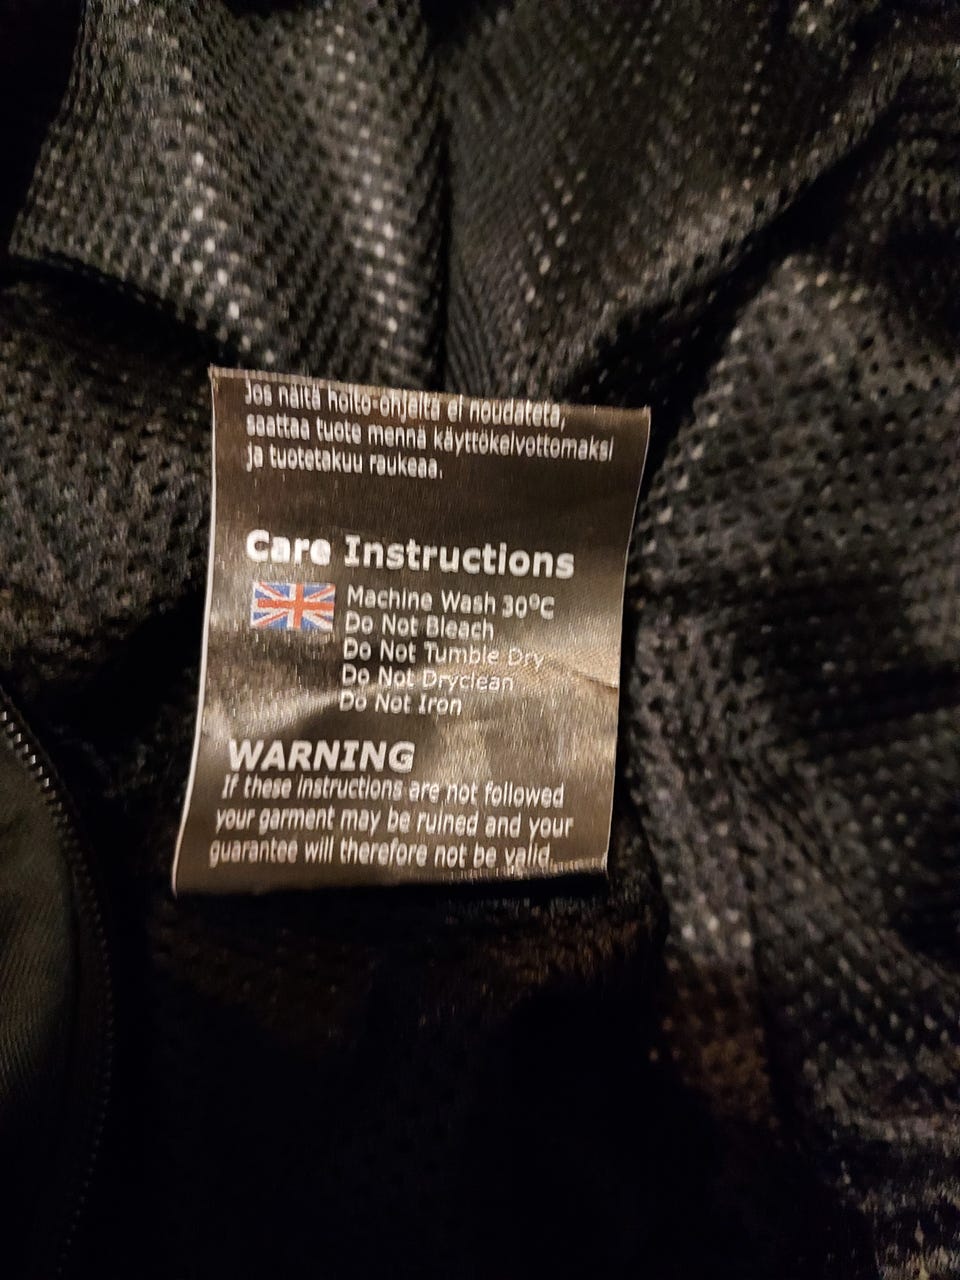 Jos näitä hoito-ohjeita ei noudateta,
saattaa tuote mennä käyttökelvottomaksi
ja tuotetakuu raukeaa.
Care Instructions
Machine Wash 30ºC
Do Not Bleach
Do Not Tumble Dry
Do Not Dryclean
Do Not Iron
WARNING
If these instructions are not followed
your garment may be ruined and your
guarantee will therefore not be valid.